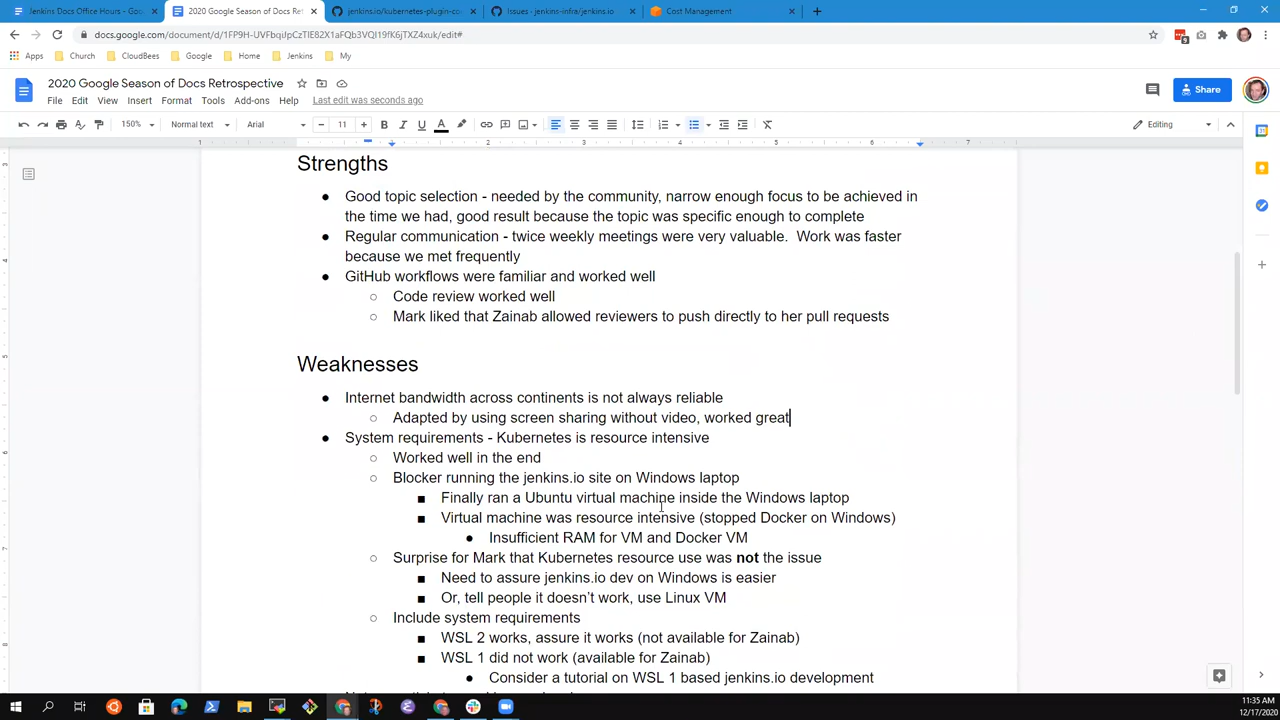 Jenkins Docs Office Hours - Goo
2020 Google Season of Docs Ret
jenkins.io/kubernetes-plugin-co
Issues · jenkins-infra/jenkins.io
Cost Management
docs.google.com/document/d/1FP9H-UVFbqupCzTlE82X1aFQb3VQI19fK6jTXZ4xuk/edit#
Apps
Church
CloudBees
Google
Home
Jenkins
My
2020 Google Season of Docs Retrospective
Share
File Edit View Insert Format Tools Add-ons Help Last edit was seconds ago
150% Normal text Arial 11 B I U A Editing
1 1 2 3 4 5 6 7
Strengths
● Good topic selection - needed by the community, narrow enough focus to be achieved in
the time we had, good result because the topic was specific enough to complete
● Regular communication - twice weekly meetings were very valuable. Work was faster
because we met frequently
● GitHub workflows were familiar and worked well
○ Code review worked well
○ Mark liked that Zainab allowed reviewers to push directly to her pull requests
Weaknesses
● Internet bandwidth across continents is not always reliable
○ Adapted by using screen sharing without video, worked great
● System requirements - Kubernetes is resource intensive
○ Worked well in the end
○ Blocker running the jenkins.io site on Windows laptop
■ Finally ran a Ubuntu virtual machine inside the Windows laptop
■ Virtual machine was resource intensive (stopped Docker on Windows)
● Insufficient RAM for VM and Docker VM
○ Surprise for Mark that Kubernetes resource use was not the issue
■ Need to assure jenkins.io dev on Windows is easier
■ Or, tell people it doesn't work, use Linux VM
○ Include system requirements
■ WSL 2 works, assure it works (not available for Zainab)
■ WSL 1 did not work (available for Zainab)
● Consider a tutorial on WSL 1 based jenkins.io development
11:35 AM
12/17/2020